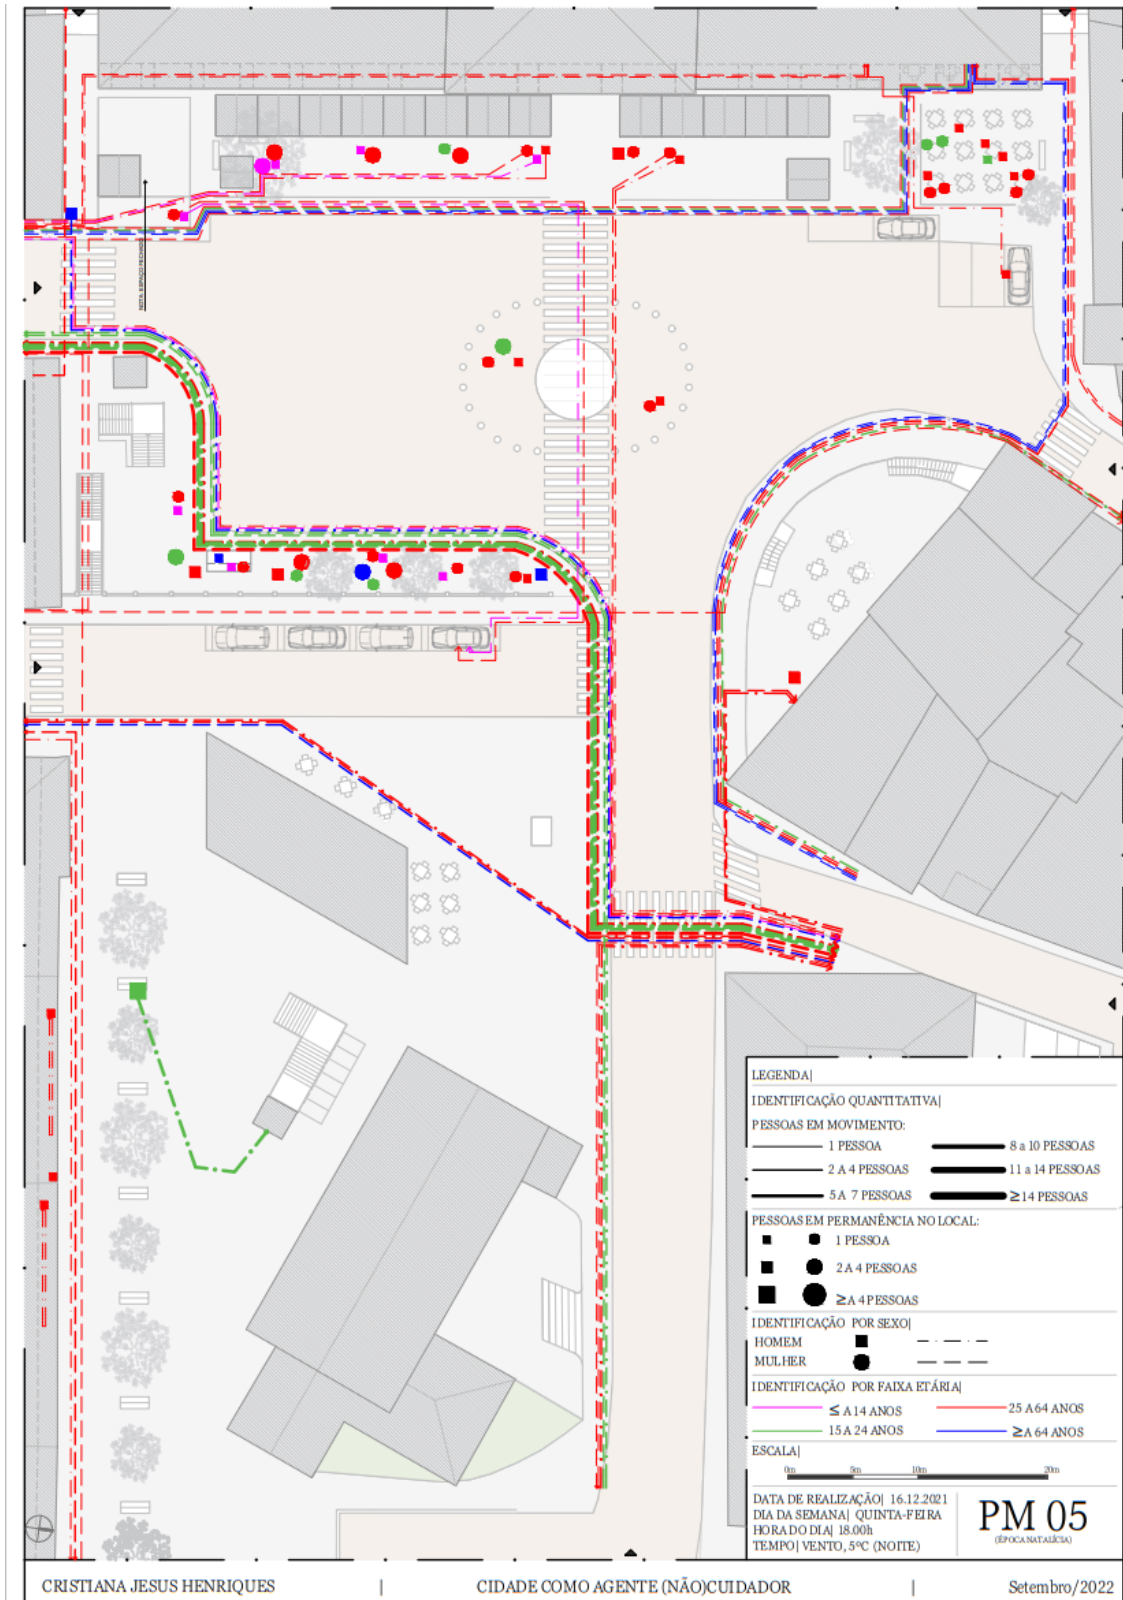 NOTA: ESPAÇO FECHADO
LEGENDA|
IDENTIFICAÇÃO QUANTITATIVA|
PESSOAS EM MOVIMENTO:
1 PESSOA 8 a 10 PESSOAS
2 A 4 PESSOAS 11 a 14 PESSOAS
5 A 7 PESSOAS ≥14 PESSOAS
PESSOAS EM PERMANÊNCIA NO LOCAL:
1 PESSOA
2 A 4 PESSOAS
≥A 4 PESSOAS
IDENTIFICAÇÃO POR SEXO|
HOMEM
MULHER
IDENTIFICAÇÃO POR FAIXA ETÁRIA|
≤ A 14 ANOS 25 A 64 ANOS
15 A 24 ANOS ≥A 64 ANOS
ESCALA|
0m 5m 10m 20m
DATA DE REALIZAÇÃO| 16.12.2021
DIA DA SEMANA| QUINTA-FEIRA
HORA DO DIA| 18.00h
TEMPO| VENTO, 5ºC (NOITE)
PM 05
(ÉPOCA NATALÍCIA)
CRISTIANA JESUS HENRIQUES | CIDADE COMO AGENTE (NÃO)CUIDADOR | Setembro/2022